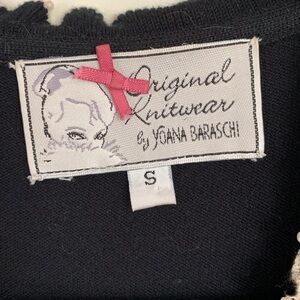 Original
Knitwear
by YOANA BARASCHI
S